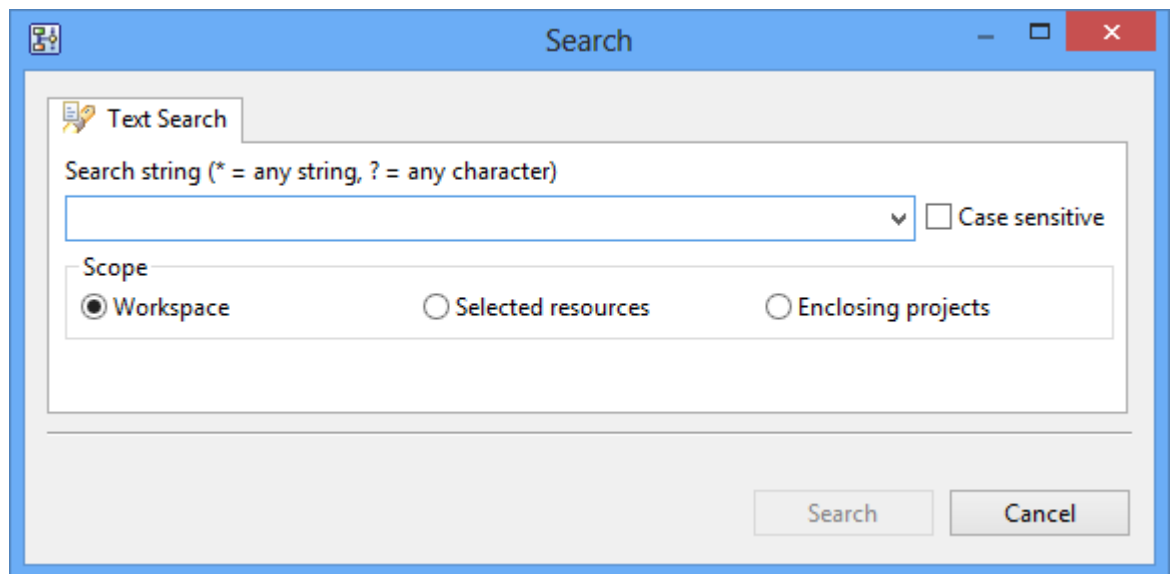 Search
Text Search
Search string (* = any string, ? = any character)
Case sensitive
Scope
Workspace Selected resources Enclosing projects
Search Cancel